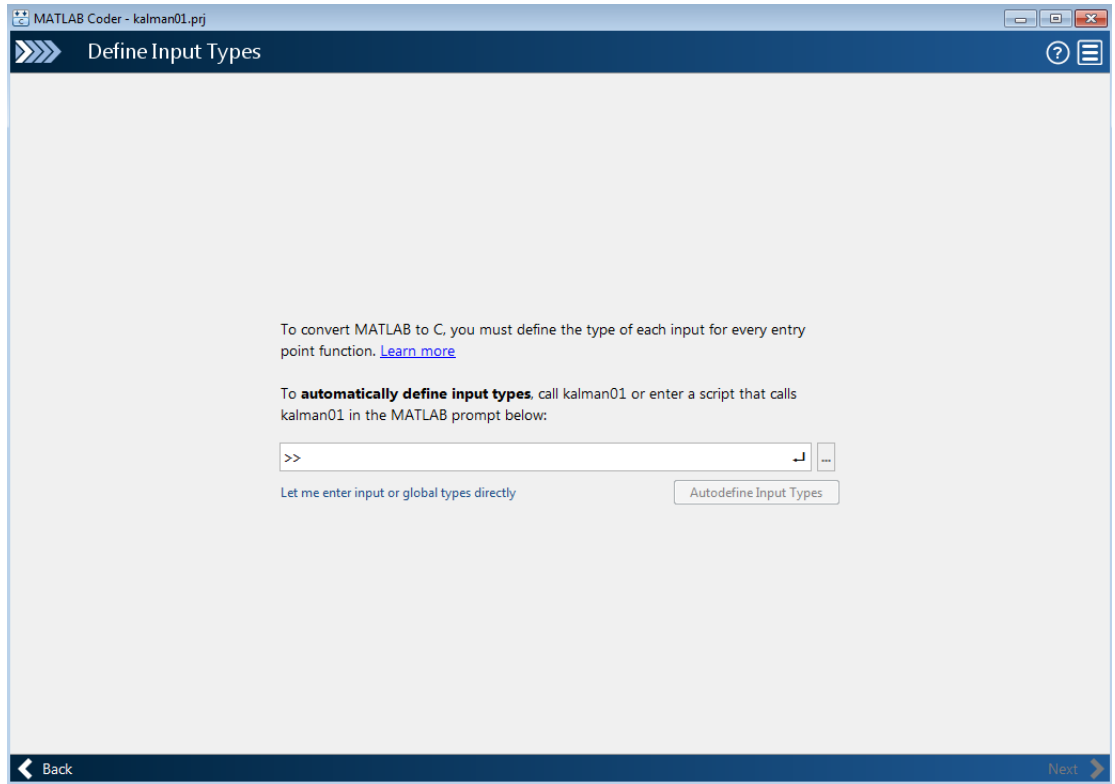 MATLAB Coder - kalman01.prj
Define Input Types
To convert MATLAB to C, you must define the type of each input for every entry
point function. Learn more
To automatically define input types, call kalman01 or enter a script that calls
kalman01 in the MATLAB prompt below:
>>
...
Let me enter input or global types directly
Autodefine Input Types
Back
Next